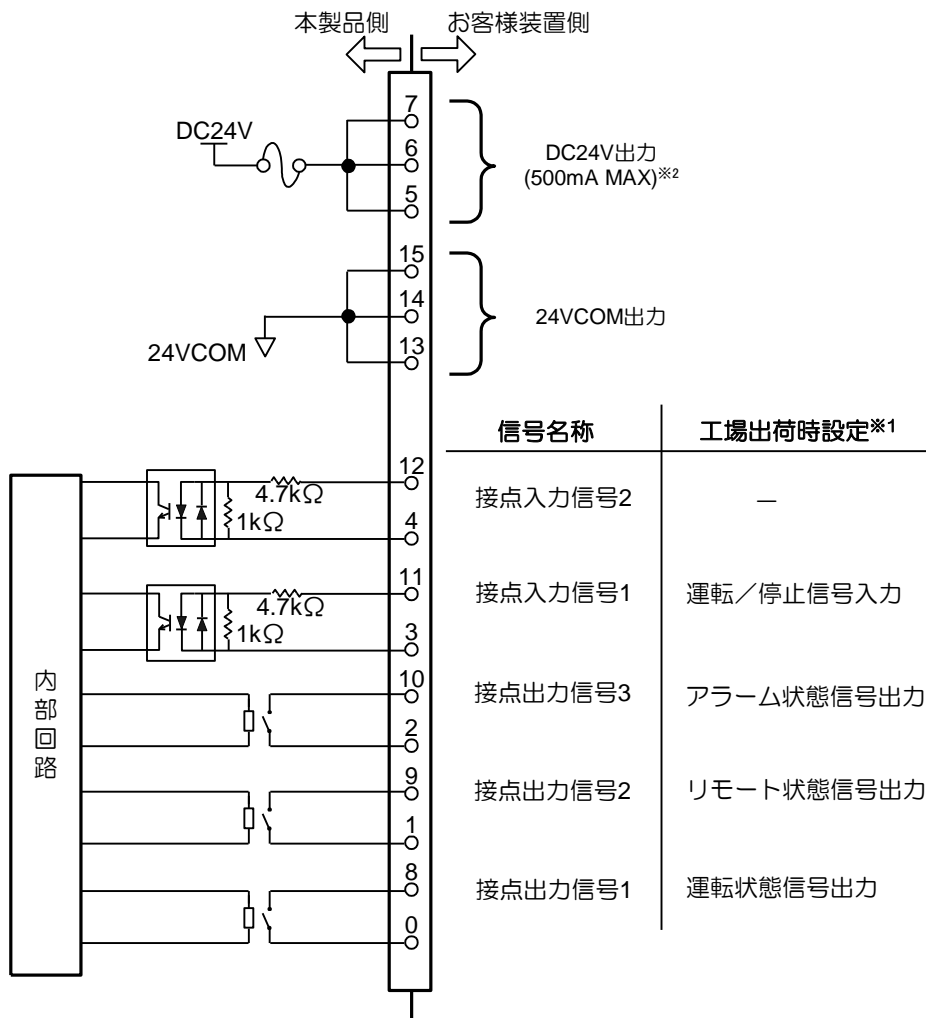 本製品側 お客様装置側
7
DC24V
6
DC24V出力
(500mA MAX)※2
5
15
14
24VCOM出力
24VCOM
13
信号名称 工場出荷時設定※1
12
4.7kΩ
接点入力信号2 －
1kΩ
4
11
4.7kΩ
接点入力信号1 運転／停止信号入力
1kΩ
3
内部回路
10
接点出力信号3 アラーム状態信号出力
2
9
接点出力信号2 リモート状態信号出力
1
8
接点出力信号1 運転状態信号出力
0